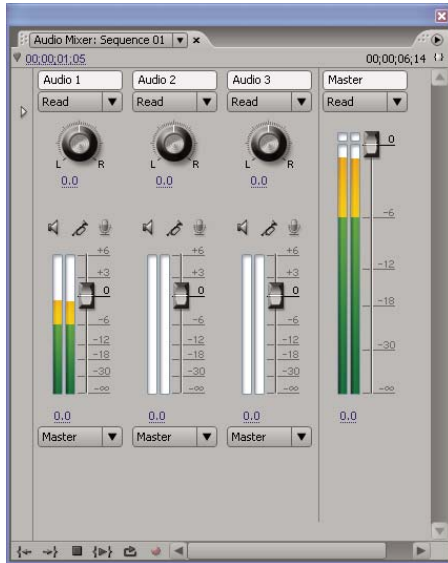 Audio Mixer: Sequence 01
00;00;01;05 00;00;06;14
Audio 1 Audio 2 Audio 3 Master
Read Read Read Read
L R L R L R
0.0 0.0 0.0
0
+6 +6 +6
+3 +3 +3
0 0 0
-6 -6 -6 -6
-12 -12 -12 -12
-18 -18 -18 -18
-30 -30 -30 -30
-∞ -∞ -∞ -∞
0.0 0.0 0.0 0.0
Master Master Master